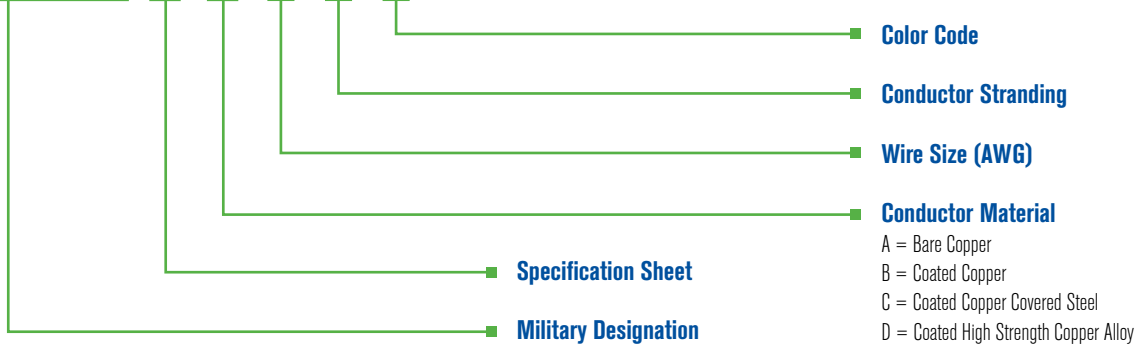 Color Code
Conductor Stranding
Wire Size (AWG)
Conductor Material
A = Bare Copper
B = Coated Copper
C = Coated Copper Covered Steel
D = Coated High Strength Copper Alloy
Specification Sheet
Military Designation